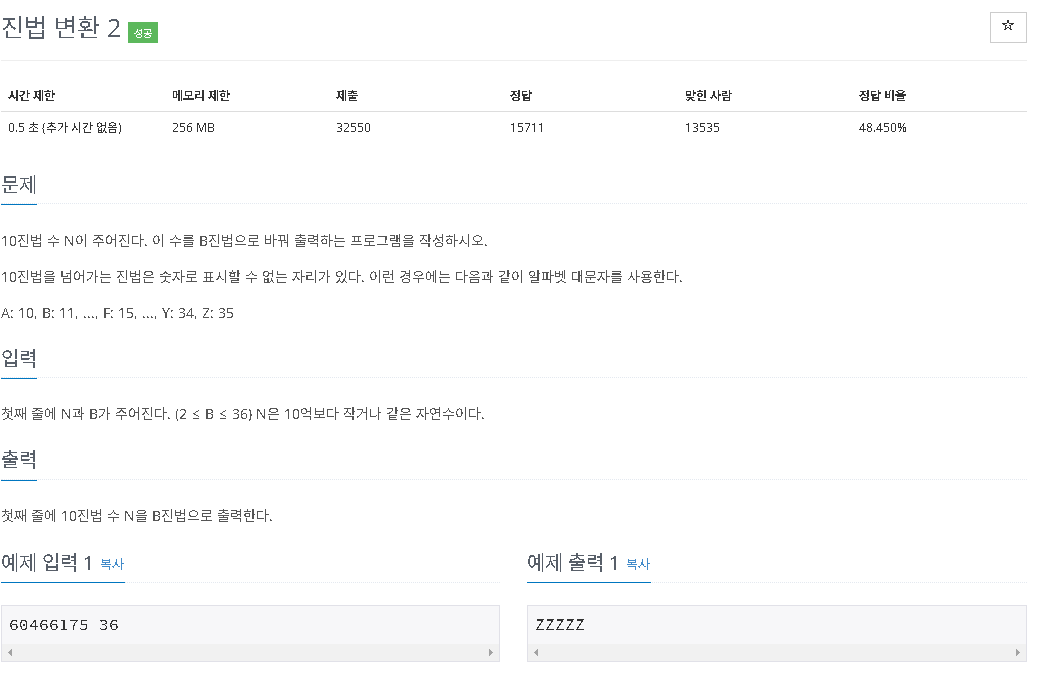 진법 변환 2 성공
☆
시간 제한 메모리 제한 제출 정답 맞힌 사람 정답 비율
0.5 초 (추가 시간 없음) 256 MB 32550 15711 13535 48.450%
문제
10진법 수 N이 주어진다. 이 수를 B진법으로 바꿔 출력하는 프로그램을 작성하시오.
10진법을 넘어가는 진법은 숫자로 표시할 수 없는 자리가 있다. 이런 경우에는 다음과 같이 알파벳 대문자를 사용한다.
A: 10, B: 11, ..., F: 15, ..., Y: 34, Z: 35
입력
첫째 줄에 N과 B가 주어진다. (2 ≤ B ≤ 36) N은 10억보다 작거나 같은 자연수이다.
출력
첫째 줄에 10진법 수 N을 B진법으로 출력한다.
예제 입력 1 복사
60466175 36
예제 출력 1 복사
ZZZZZ